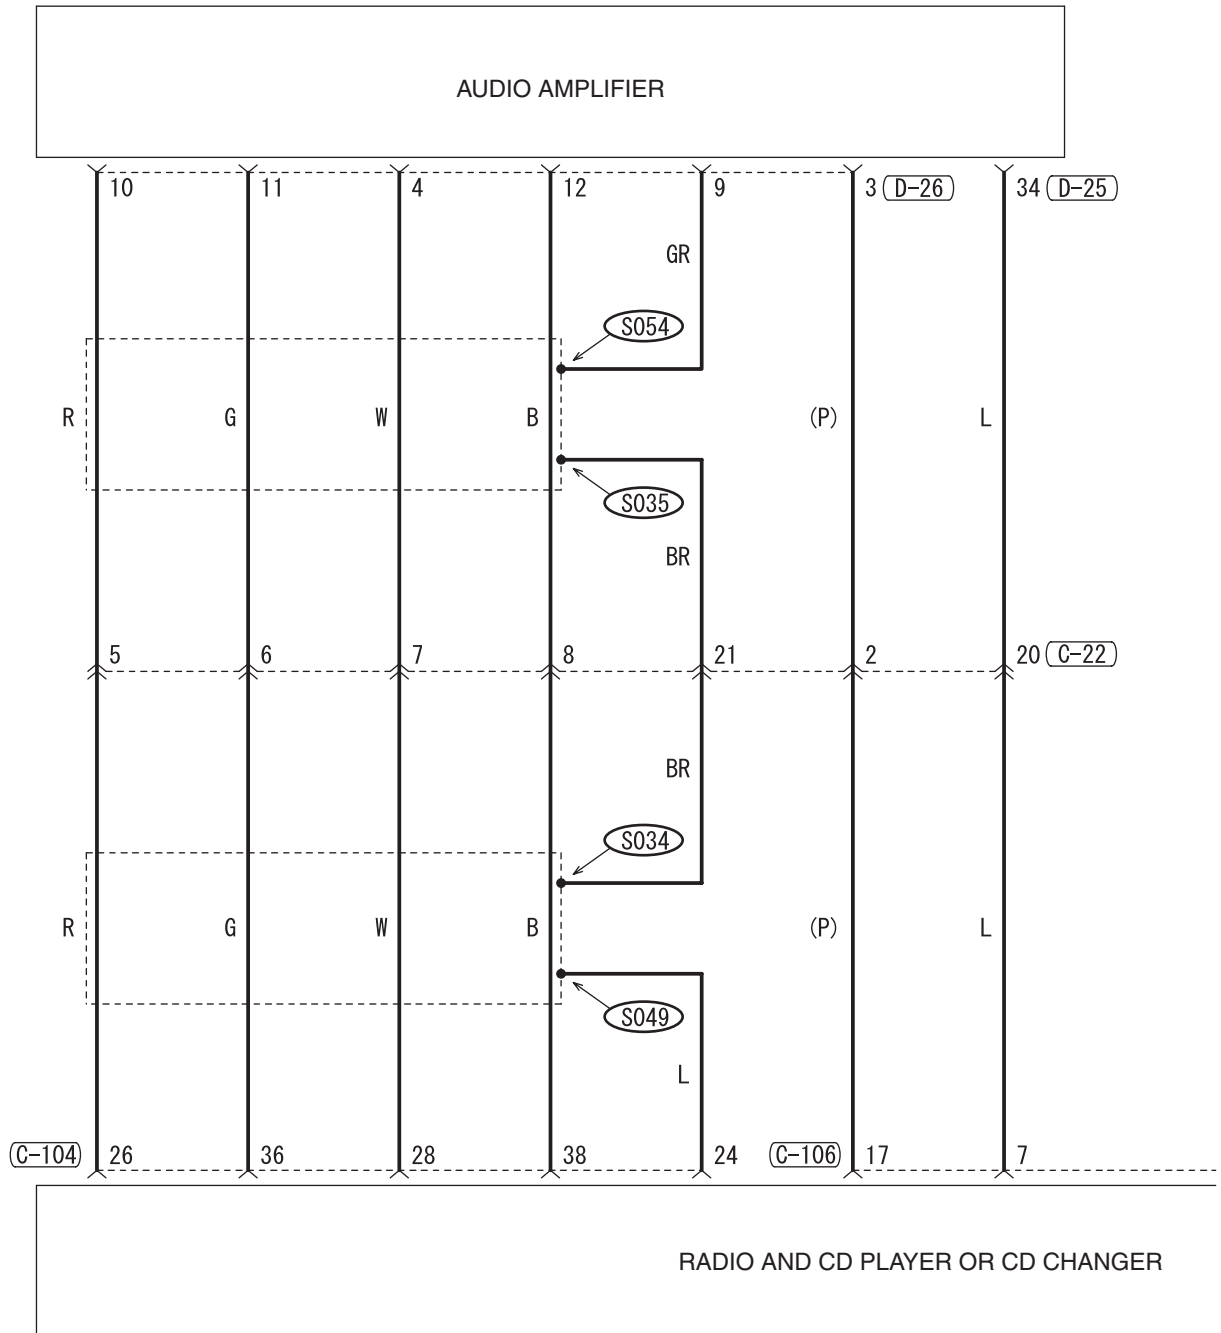 AUDIO AMPLIFIER
10 11 4 12 9 3 D-26 34 D-25
GR
S054
R G W B (P) L
S035
BR
5 6 7 8 21 2 20 C-22
BR
S034
R G W B (P) L
S049
L
C-104 26 36 28 38 24 C-106 17 7
RADIO AND CD PLAYER OR CD CHANGER